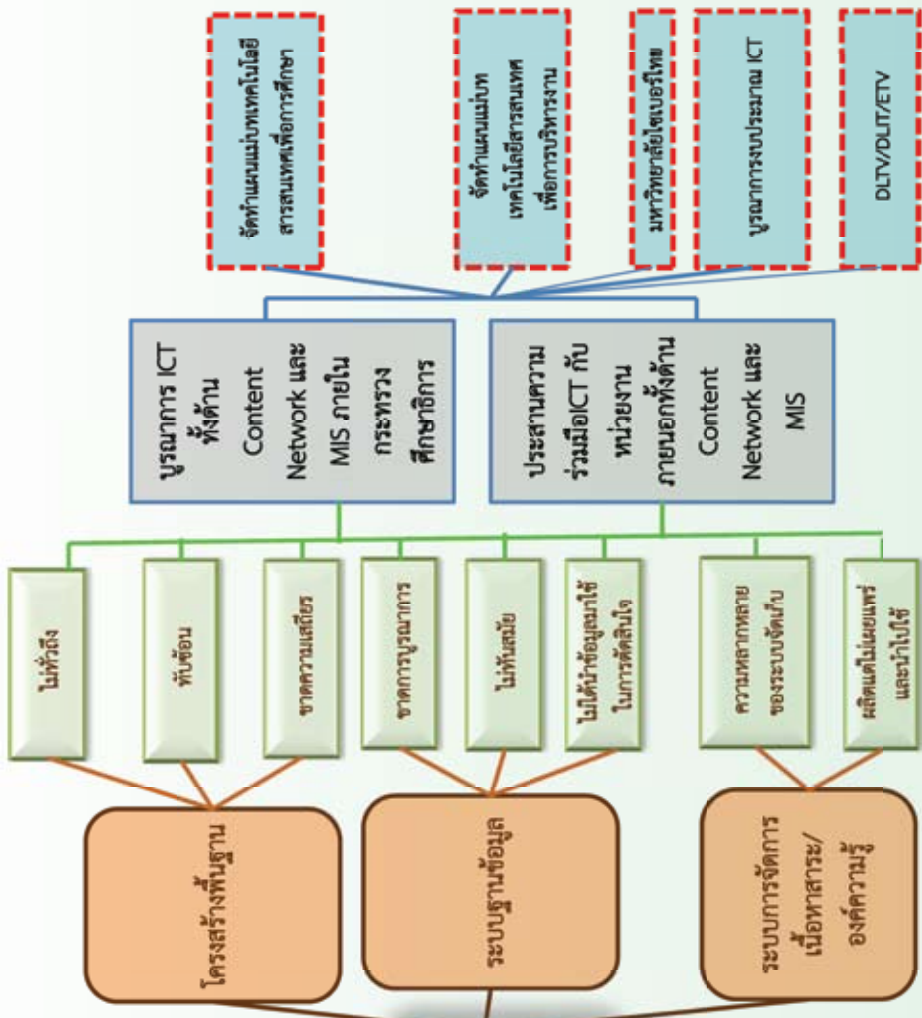 โครงสร้างพื้นฐาน
ระบบฐานข้อมูล
ระบบการจัดการ
เนื้อหาสาระ/
องค์ความรู้
ไม่ทั่วถึง
ทับซ้อน
ขาดความเสถียร
ขาดการบูรณาการ
ไม่ทันสมัย
ไม่ได้นำข้อมูลมาใช้
ในการตัดสินใจ
ความหลากหลาย
ของระบบจัดเก็บ
ผลิตแต่ไม่เผยแพร่
และนำไปใช้
บูรณาการ ICT
ทั้งด้าน
Content
Network และ
MIS ภายใน
กระทรวง
ศึกษาธิการ
ประสานความ
ร่วมมือICT กับ
หน่วยงาน
ภายนอกทั้งด้าน
Content
Network และ
MIS
จัดทำแผนแม่บทเทคโนโลยี
สารสนเทศเพื่อการศึกษา
จัดทำแผนแม่บท
เทคโนโลยีสารสนเทศ
เพื่อการบริหารงาน
มหาวิทยาลัยไซเบอร์ไทย
บูรณาการงบประมาณ ICT
DLTV/DLIT/ETV